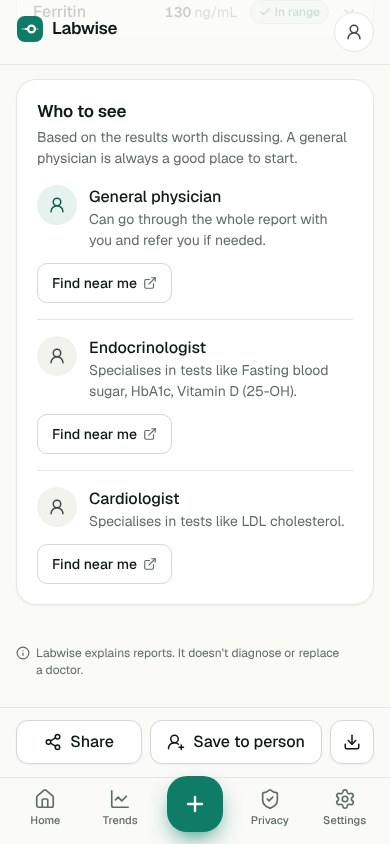 Ferritin 130 ng/mL In range
Labwise
Who to see
Based on the results worth discussing. A general
physician is always a good place to start.
General physician
Can go through the whole report with
you and refer you if needed.
Find near me
Endocrinologist
Specialises in tests like Fasting blood
sugar, HbA1c, Vitamin D (25-OH).
Find near me
Cardiologist
Specialises in tests like LDL cholesterol.
Find near me
Labwise explains reports. It doesn't diagnose or replace
a doctor.
Share
Save to person
Home
Trends
Privacy
Settings